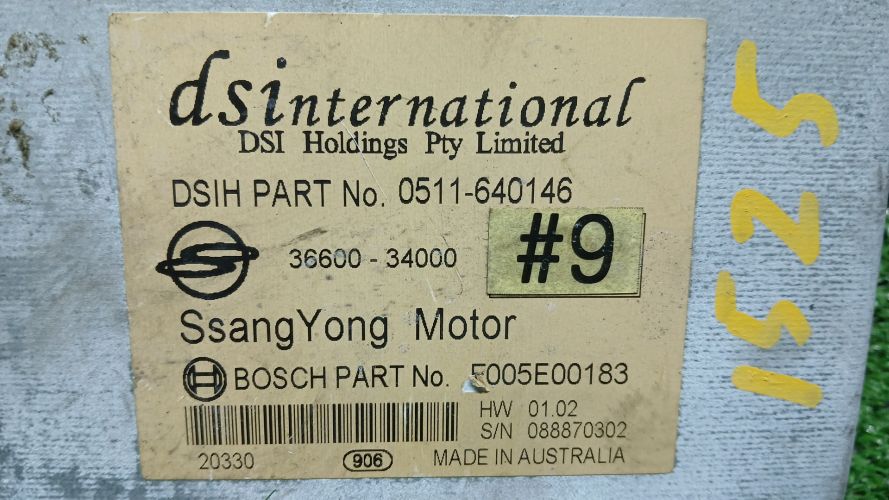 dsinternational
DSI Holdings Pty Limited
DSIH PART No. 0511-640146
36600 - 34000
#9
SsangYong Motor
BOSCH PART No. F005E00183
HW 01.02
S/N 088870302
20330
906
MADE IN AUSTRALIA
1525